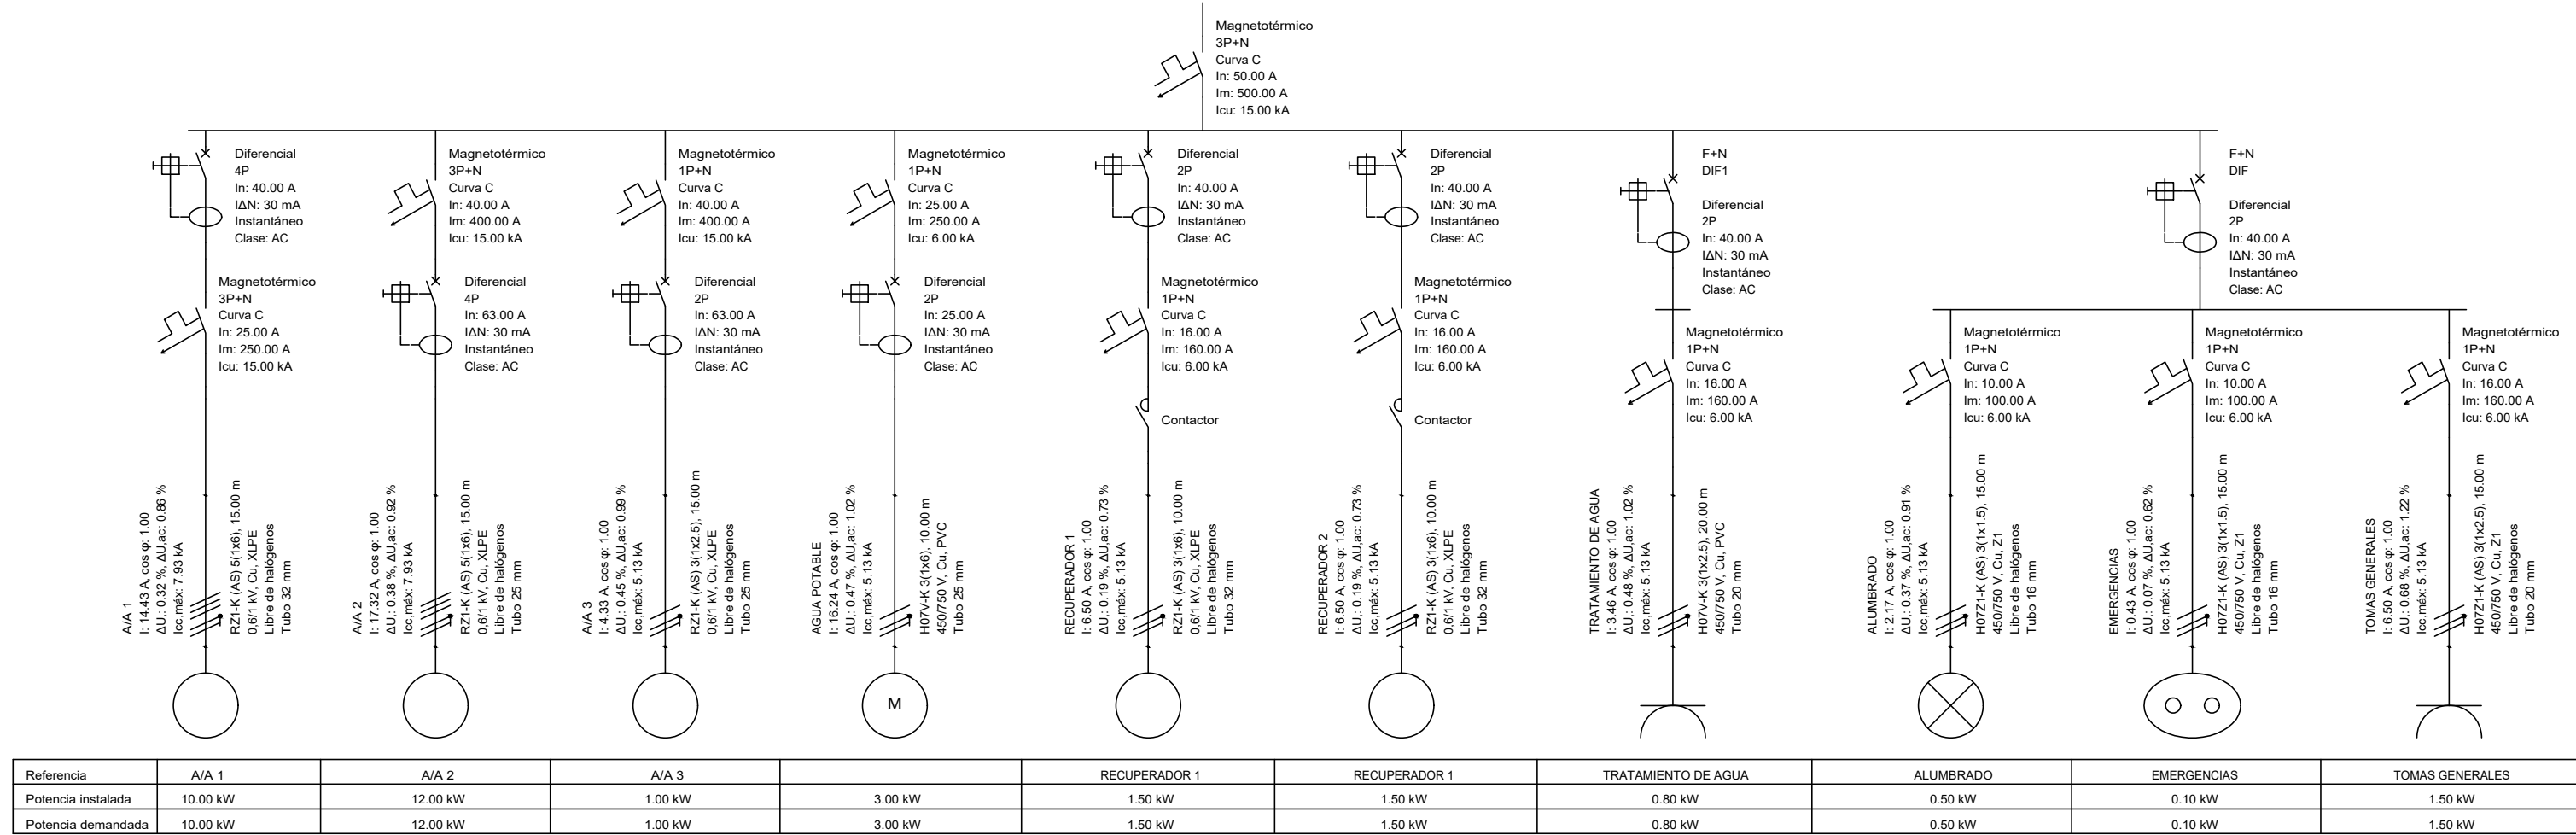 Magnetotérmico
3P+N
Curva C
In: 50.00 A
Im: 500.00 A
Icu: 15.00 kA
Diferencial
4P
In: 40.00 A
IΔN: 30 mA
Instantáneo
Clase: AC
Magnetotérmico
3P+N
Curva C
In: 25.00 A
Im: 250.00 A
Icu: 15.00 kA
A/A 1
I: 14.43 A, cos φ: 1.00
ΔU,: 0.32 %, ΔU,ac: 0.86 %
Icc,máx: 7.93 kA
RZ1-K (AS) 5(1x6), 15.00 m
0,6/1 kV, Cu, XLPE
Libre de halógenos
Tubo 32 mm
Magnetotérmico
3P+N
Curva C
In: 40.00 A
Im: 400.00 A
Icu: 15.00 kA
Diferencial
4P
In: 63.00 A
IΔN: 30 mA
Instantáneo
Clase: AC
A/A 2
I: 17.32 A, cos φ: 1.00
ΔU,: 0.38 %, ΔU,ac: 0.92 %
Icc,máx: 7.93 kA
RZ1-K (AS) 5(1x6), 15.00 m
0,6/1 kV, Cu, XLPE
Libre de halógenos
Tubo 25 mm
Magnetotérmico
1P+N
Curva C
In: 40.00 A
Im: 400.00 A
Icu: 15.00 kA
Diferencial
2P
In: 63.00 A
IΔN: 30 mA
Instantáneo
Clase: AC
A/A 3
I: 4.33 A, cos φ: 1.00
ΔU,: 0.45 %, ΔU,ac: 0.99 %
Icc,máx: 5.13 kA
RZ1-K (AS) 3(1x2.5), 15.00 m
0,6/1 kV, Cu, XLPE
Libre de halógenos
Tubo 25 mm
Magnetotérmico
1P+N
Curva C
In: 25.00 A
Im: 250.00 A
Icu: 6.00 kA
Diferencial
2P
In: 25.00 A
IΔN: 30 mA
Instantáneo
Clase: AC
AGUA POTABLE
I: 16.24 A, cos φ: 1.00
ΔU,: 0.47 %, ΔU,ac: 1.02 %
Icc,máx: 5.13 kA
H07V-K 3(1x6), 10.00 m
450/750 V, Cu, PVC
Tubo 25 mm
M
Diferencial
2P
In: 40.00 A
IΔN: 30 mA
Instantáneo
Clase: AC
Magnetotérmico
1P+N
Curva C
In: 16.00 A
Im: 160.00 A
Icu: 6.00 kA
Contactor
RECUPERADOR 1
I: 6.50 A, cos φ: 1.00
ΔU,: 0.19 %, ΔU,ac: 0.73 %
Icc,máx: 5.13 kA
RZ1-K (AS) 3(1x6), 10.00 m
0,6/1 kV, Cu, XLPE
Libre de halógenos
Tubo 32 mm
Diferencial
2P
In: 40.00 A
IΔN: 30 mA
Instantáneo
Clase: AC
Magnetotérmico
1P+N
Curva C
In: 16.00 A
Im: 160.00 A
Icu: 6.00 kA
Contactor
RECUPERADOR 2
I: 6.50 A, cos φ: 1.00
ΔU,: 0.19 %, ΔU,ac: 0.73 %
Icc,máx: 5.13 kA
RZ1-K (AS) 3(1x6), 10.00 m
0,6/1 kV, Cu, XLPE
Libre de halógenos
Tubo 32 mm
F+N
DIF1
Diferencial
2P
In: 40.00 A
IΔN: 30 mA
Instantáneo
Clase: AC
Magnetotérmico
1P+N
Curva C
In: 16.00 A
Im: 160.00 A
Icu: 6.00 kA
TRATAMIENTO DE AGUA
I: 3.46 A, cos φ: 1.00
ΔU,: 0.48 %, ΔU,ac: 1.02 %
Icc,máx: 5.13 kA
H07V-K 3(1x2.5), 20.00 m
450/750 V, Cu, PVC
Tubo 20 mm
F+N
DIF
Diferencial
2P
In: 40.00 A
IΔN: 30 mA
Instantáneo
Clase: AC
Magnetotérmico
1P+N
Curva C
In: 10.00 A
Im: 100.00 A
Icu: 6.00 kA
ALUMBRADO
I: 2.17 A, cos φ: 1.00
ΔU,: 0.37 %, ΔU,ac: 0.91 %
Icc,máx: 5.13 kA
H07Z1-K (AS) 3(1x1.5), 15.00 m
450/750 V, Cu, Z1
Libre de halógenos
Tubo 16 mm
Magnetotérmico
1P+N
Curva C
In: 10.00 A
Im: 100.00 A
Icu: 6.00 kA
EMERGENCIAS
I: 0.43 A, cos φ: 1.00
ΔU,: 0.07 %, ΔU,ac: 0.62 %
Icc,máx: 5.13 kA
H07Z1-K (AS) 3(1x1.5), 15.00 m
450/750 V, Cu, Z1
Libre de halógenos
Tubo 16 mm
Magnetotérmico
1P+N
Curva C
In: 16.00 A
Im: 160.00 A
Icu: 6.00 kA
TOMAS GENERALES
I: 6.50 A, cos φ: 1.00
ΔU,: 0.68 %, ΔU,ac: 1.22 %
Icc,máx: 5.13 kA
H07Z1-K (AS) 3(1x2.5), 15.00 m
450/750 V, Cu, Z1
Libre de halógenos
Tubo 20 mm
Referencia A/A 1 A/A 2 A/A 3 RECUPERADOR 1 RECUPERADOR 1 TRATAMIENTO DE AGUA ALUMBRADO EMERGENCIAS TOMAS GENERALES
Potencia instalada 10.00 kW 12.00 kW 1.00 kW 3.00 kW 1.50 kW 1.50 kW 0.80 kW 0.50 kW 0.10 kW 1.50 kW
Potencia demandada 10.00 kW 12.00 kW 1.00 kW 3.00 kW 1.50 kW 1.50 kW 0.80 kW 0.50 kW 0.10 kW 1.50 kW